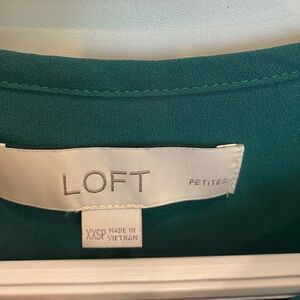 LOFT PETITES
XXSP MADE IN
VIETNAM